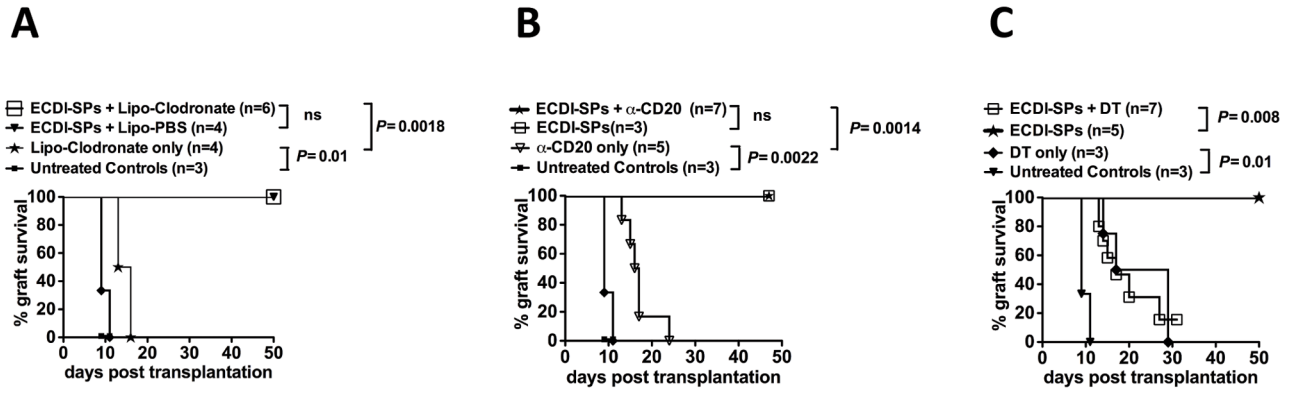 A
ECDI-SPs + Lipo-Clodronate (n=6)
ECDI-SPs + Lipo-PBS (n=4)
Lipo-Clodronate only (n=4)
Untreated Controls (n=3)
ns
P= 0.0018
P= 0.01
100
80
60
40
20
0
% graft survival
0 10 20 30 40 50
days post transplantation
B
ECDI-SPs + α-CD20 (n=7)
ECDI-SPs(n=3)
α-CD20 only (n=5)
Untreated Controls (n=3)
ns
P= 0.0014
P= 0.0022
100
80
60
40
20
0
% graft survival
0 10 20 30 40 50
days post transplantation
C
ECDI-SPs + DT (n=7)
ECDI-SPs (n=5)
DT only (n=3)
Untreated Controls (n=3)
P= 0.008
P= 0.01
100
80
60
40
20
0
% graft survival
0 10 20 30 40 50
days post transplantation